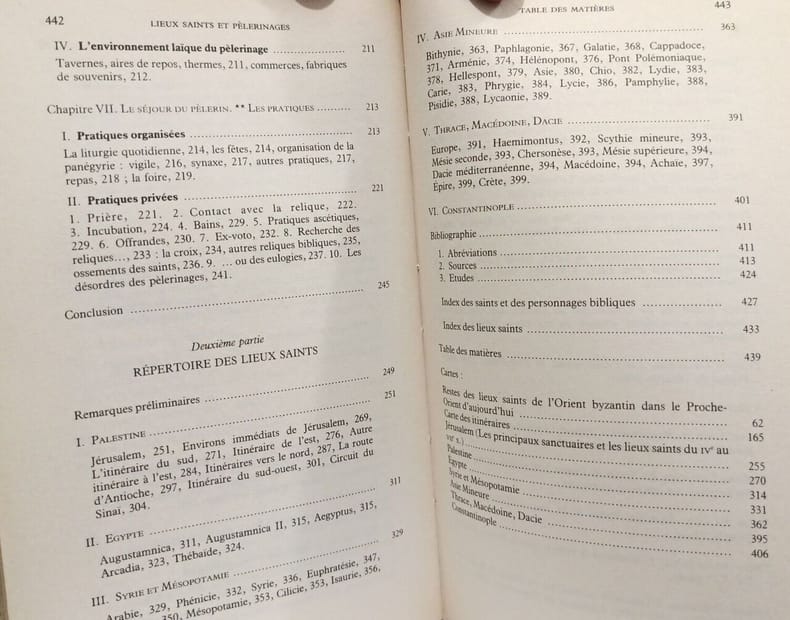 442
LIEUX SAINTS ET PÈLERINAGES
IV. L'environnement laïque du pèlerinage .................... 211
Tavernes, aires de repos, thermes, 211, commerces, fabriques
de souvenirs, 212.
Chapitre VII. LE SÉJOUR DU PÈLERIN. ** LES PRATIQUES .......... 213
I. Pratiques organisées ............................................. 213
La liturgie quotidienne, 214, les fêtes, 214, organisation de la
panégyrie : vigile, 216, synaxe, 217, autres pratiques, 217,
repas, 218 ; la foire, 219.
II. Pratiques privées ................................................ 221
1. Prière, 221. 2. Contact avec la relique, 222.
3. Incubation, 224. 4. Bains, 229. 5. Pratiques ascétiques,
229. 6. Offrandes, 230. 7. Ex-voto, 232. 8. Recherche des
reliques..., 233 : la croix, 234, autres reliques bibliques, 235,
ossements des saints, 236. 9. ... ou des eulogies, 237. 10. Les
désordres des pèlerinages, 241.
Conclusion ................................................................ 245
Deuxième partie
RÉPERTOIRE DES LIEUX SAINTS
Remarques préliminaires .............................................. 249
I. PALESTINE ............................................................ 251
Jérusalem, 251, Environs immédiats de Jérusalem, 269,
L'itinéraire du sud, 271, Itinéraire de l'est, 276, Autre
itinéraire à l'est, 284, Itinéraires vers le nord, 287, La route
d'Antioche, 297, Itinéraire du sud-ouest, 301, Circuit du
Sinaï, 304.
II. EGYPTE .............................................................. 311
Augustamnica, 311, Augustamnica II, 315, Aegyptus, 315,
Arcadia, 323, Thébaïde, 324.
III. SYRIE ET MÉSOPOTAMIE ........................................ 329
Arabie, 329, Phénicie, 332, Syrie, 336, Euphratésie, 347,
350, Mésopotamie, 353, Cilicie, 353, Isaurie, 356,
TABLE DES MATIÈRES
443
IV. ASIE MINEURE ..................................................... 363
Bithynie, 363, Paphlagonie, 367, Galatie, 368, Cappadoce,
371, Arménie, 374, Hélénopont, 376, Pont Polémoniaque,
378, Hellespont, 379, Asie, 380, Chio, 382, Lydie, 383,
Carie, 383, Phrygie, 384, Lycie, 386, Pamphylie, 388,
Pisidie, 388, Lycaonie, 389.
V. THRACE, MACÉDOINE, DACIE .................................... 391
Europe, 391, Haemimontus, 392, Scythie mineure, 393,
Mésie seconde, 393, Chersonèse, 393, Mésie supérieure, 394,
Dacie méditerranéenne, 394, Macédoine, 394, Achaïe, 397,
Epire, 399, Crète, 399.
VI. CONSTANTINOPLE ................................................ 401
Bibliographie ............................................................ 411
1. Abréviations ......................................................... 411
2. Sources ............................................................... 413
3. Etudes ................................................................ 424
Index des saints et des personnages bibliques .................... 427
Index des lieux saints .................................................. 433
Table des matières ...................................................... 439
Cartes :
Restes des lieux saints de l'Orient byzantin dans le Proche-
Orient d'aujourd'hui .................................................... 62
Carte des itinéraires .................................................... 165
Jérusalem (Les principaux sanctuaires et les lieux saints du IVe au
VIIe s.) .................................................................. 255
Palestine ................................................................. 270
Egypte ................................................................... 314
Syrie et Mésopotamie .................................................. 331
Asie Mineure ............................................................ 362
Thrace, Macédoine, Dacie ............................................. 395
Constantinople .......................................................... 406